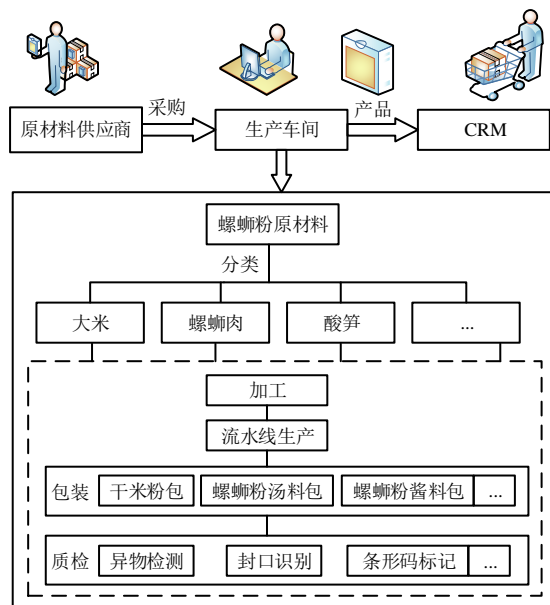 采购
产品
原材料供应商
生产车间
CRM
螺蛳粉原材料
分类
大米
螺蛳肉
酸笋
...
加工
流水线生产
包装 干米粉包 螺蛳粉汤料包 螺蛳粉酱料包 ...
质检 异物检测 封口识别 条形码标记 ...